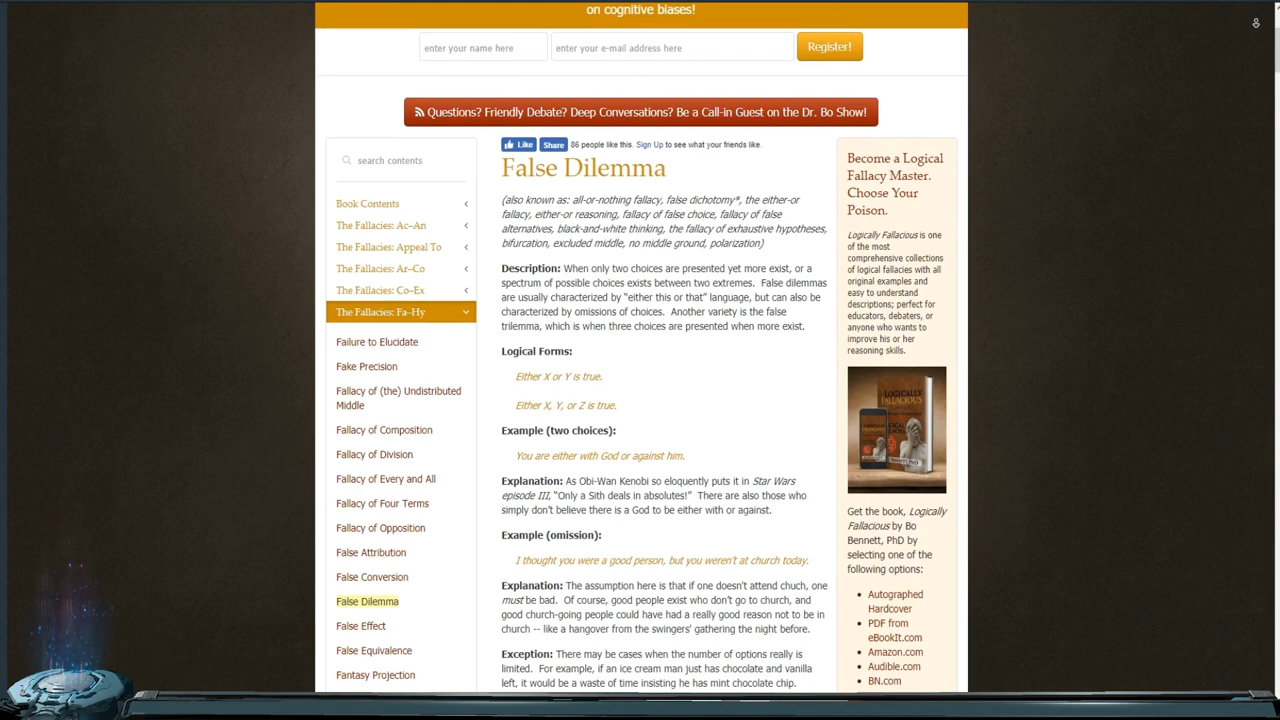 on cognitive biases!
enter your name here
enter your e-mail address here
Register!
Questions? Friendly Debate? Deep Conversations? Be a Call-in Guest on the Dr. Bo Show!
search contents
Book Contents
The Fallacies: Ac–An
The Fallacies: Appeal To
The Fallacies: Ar–Co
The Fallacies: Co–Ex
The Fallacies: Fa–Hy
Failure to Elucidate
Fake Precision
Fallacy of (the) Undistributed
Middle
Fallacy of Composition
Fallacy of Division
Fallacy of Every and All
Fallacy of Four Terms
Fallacy of Opposition
False Attribution
False Conversion
False Dilemma
False Effect
False Equivalence
Fantasy Projection
Like Share 86 people like this. Sign Up to see what your friends like.
False Dilemma
(also known as: all-or-nothing fallacy, false dichotomy*, the either-or
fallacy, either-or reasoning, fallacy of false choice, fallacy of false
alternatives, black-and-white thinking, the fallacy of exhaustive hypotheses,
bifurcation, excluded middle, no middle ground, polarization)
Description: When only two choices are presented yet more exist, or a
spectrum of possible choices exists between two extremes.  False dilemmas
are usually characterized by “either this or that” language, but can also be
characterized by omissions of choices.  Another variety is the false
trilemma, which is when three choices are presented when more exist.
Logical Forms:
Either X or Y is true.
Either X, Y, or Z is true.
Example (two choices):
You are either with God or against him.
Explanation: As Obi-Wan Kenobi so eloquently puts it in Star Wars
episode III, “Only a Sith deals in absolutes!”  There are also those who
simply don’t believe there is a God to be either with or against.
Example (omission):
I thought you were a good person, but you weren’t at church today.
Explanation: The assumption here is that if one doesn’t attend chuch, one
must be bad.  Of course, good people exist who don’t go to church, and
good church-going people could have had a really good reason not to be in
church -- like a hangover from the swingers’ gathering the night before.
Exception: There may be cases when the number of options really is
limited.  For example, if an ice cream man just has chocolate and vanilla
left, it would be a waste of time insisting he has mint chocolate chip.
Become a Logical
Fallacy Master.
Choose Your
Poison.
Logically Fallacious is one
of the most
comprehensive collections
of logical fallacies with all
original examples and
easy to understand
descriptions; perfect for
educators, debaters, or
anyone who wants to
improve his or her
reasoning skills.
LOGICALLY
FALLACIOUS
Get the book, Logically
Fallacious by Bo
Bennett, PhD by
selecting one of the
following options:
Autographed
Hardcover
PDF from
eBookIt.com
Amazon.com
Audible.com
BN.com